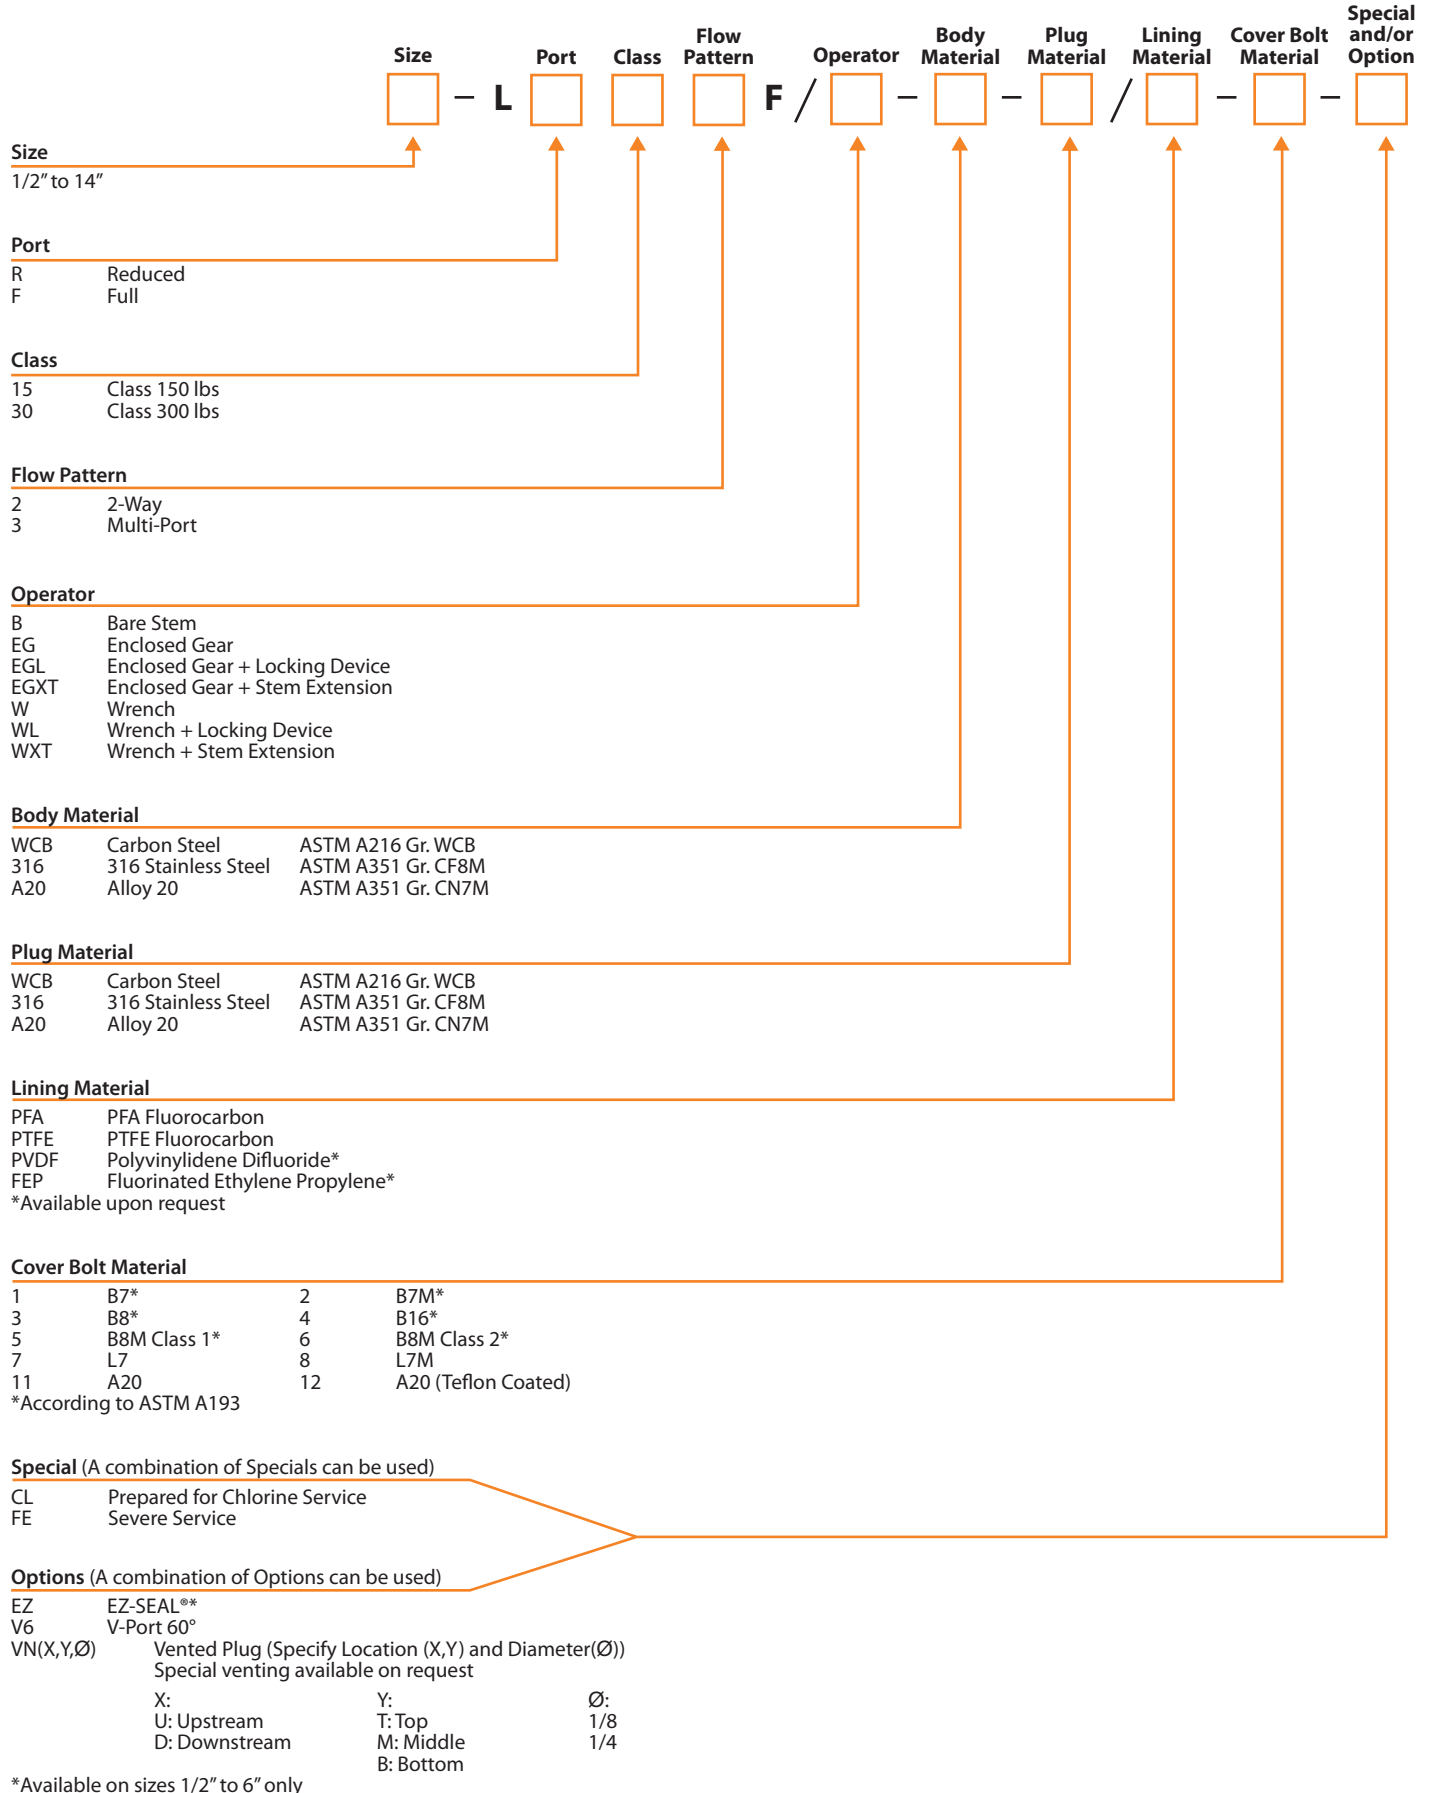 Size
Port
Class
Flow
Pattern
Operator
Body
Material
Plug
Material
Lining
Material
Cover Bolt
Material
Special
and/or
Option
– L F / – – / – –
Size
1/2” to 14”
Port
R Reduced
F Full
Class
15 Class 150 lbs
30 Class 300 lbs
Flow Pattern
2 2-Way
3 Multi-Port
Operator
B Bare Stem
EG Enclosed Gear
EGL Enclosed Gear + Locking Device
EGXT Enclosed Gear + Stem Extension
W Wrench
WL Wrench + Locking Device
WXT Wrench + Stem Extension
Body Material
WCB Carbon Steel ASTM A216 Gr. WCB
316 316 Stainless Steel ASTM A351 Gr. CF8M
A20 Alloy 20 ASTM A351 Gr. CN7M
Plug Material
WCB Carbon Steel ASTM A216 Gr. WCB
316 316 Stainless Steel ASTM A351 Gr. CF8M
A20 Alloy 20 ASTM A351 Gr. CN7M
Lining Material
PFA PFA Fluorocarbon
PTFE PTFE Fluorocarbon
PVDF Polyvinylidene Difluoride*
FEP Fluorinated Ethylene Propylene*
*Available upon request
Cover Bolt Material
1 B7* 2 B7M*
3 B8* 4 B16*
5 B8M Class 1* 6 B8M Class 2*
7 L7 8 L7M
11 A20 12 A20 (Teflon Coated)
*According to ASTM A193
Special (A combination of Specials can be used)
CL Prepared for Chlorine Service
FE Severe Service
Options (A combination of Options can be used)
EZ EZ-SEAL®*
V6 V-Port 60°
VN(X,Y,Ø) Vented Plug (Specify Location (X,Y) and Diameter(Ø))
Special venting available on request
X: Y: Ø:
U: Upstream T: Top 1/8
D: Downstream M: Middle 1/4
B: Bottom
*Available on sizes 1/2” to 6” only